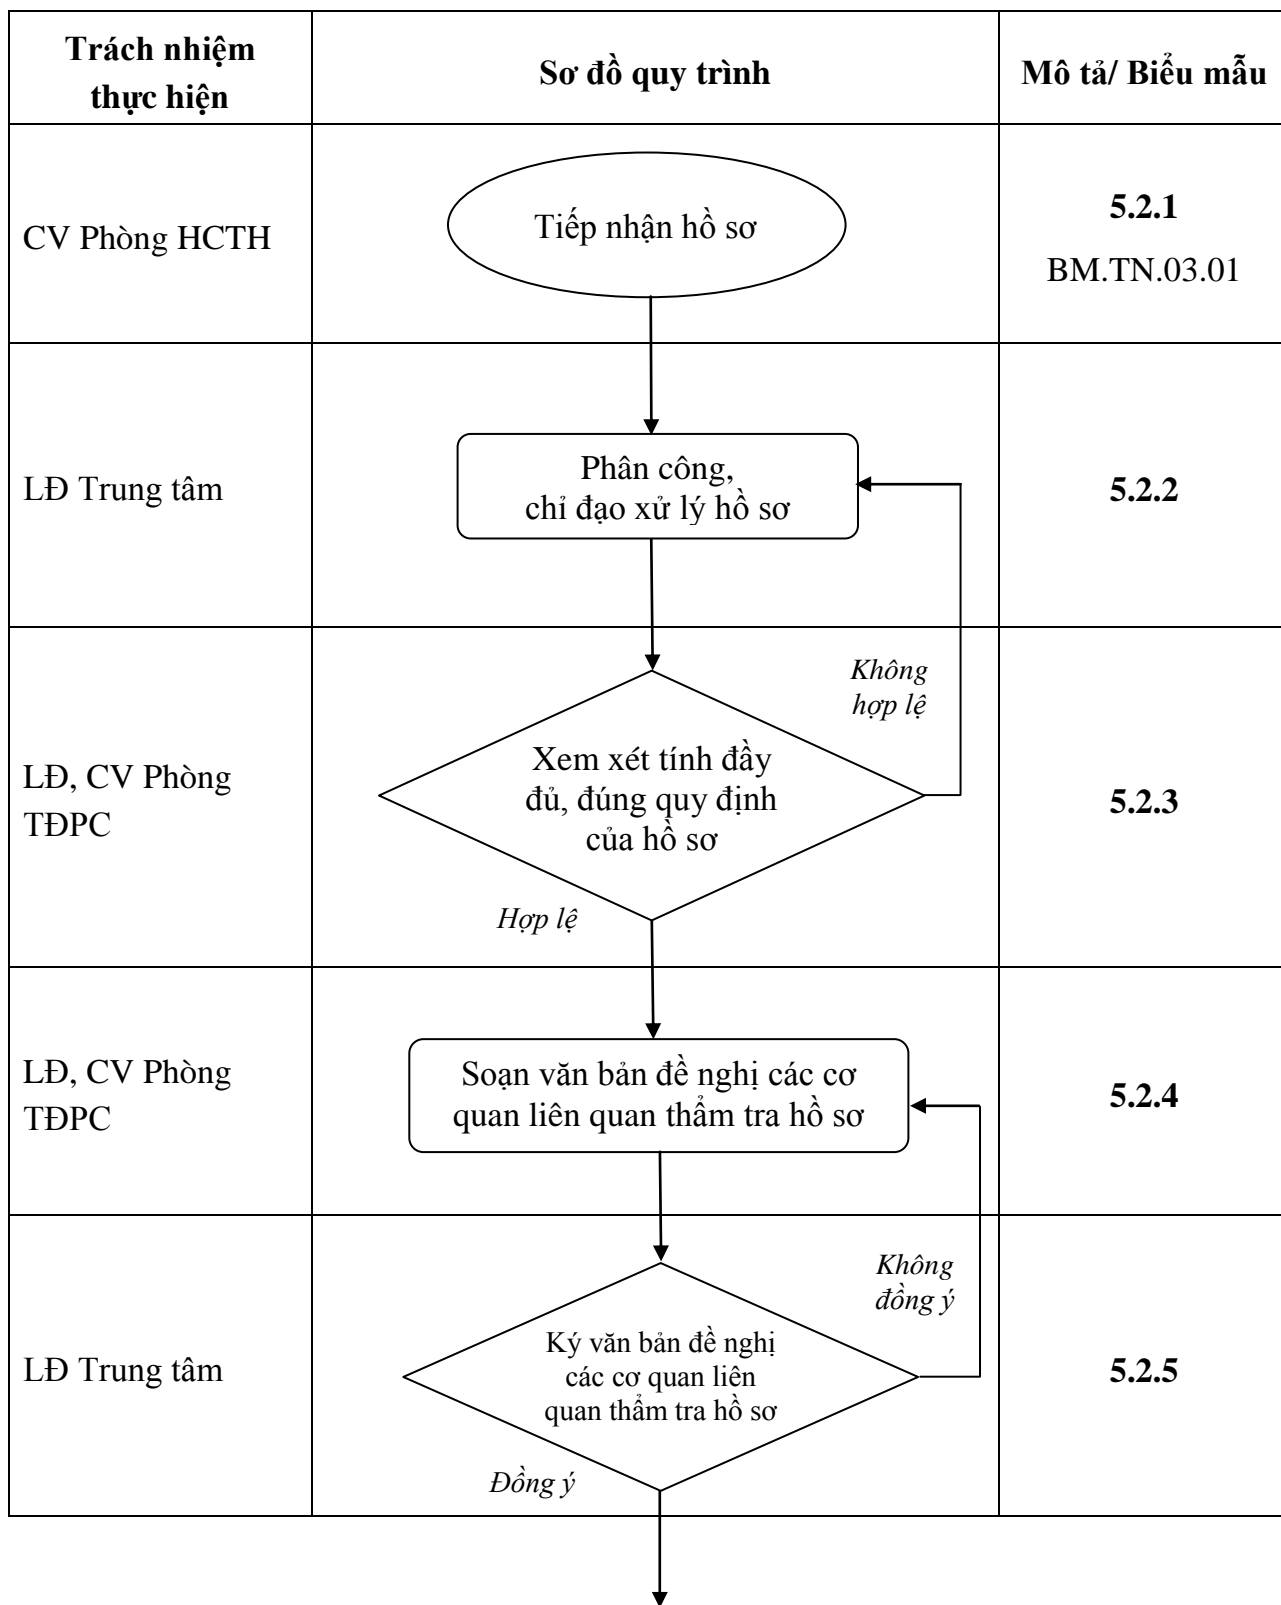 Trách nhiệm
thực hiện
Sơ đồ quy trình
Mô tả/ Biểu mẫu
CV Phòng HCTH
Tiếp nhận hồ sơ
5.2.1
BM.TN.03.01
LĐ Trung tâm
Phân công,
chỉ đạo xử lý hồ sơ
5.2.2
Không
hợp lệ
LĐ, CV Phòng
TĐPC
Xem xét tính đầy
đủ, đúng quy định
của hồ sơ
5.2.3
Hợp lệ
LĐ, CV Phòng
TĐPC
Soạn văn bản đề nghị các cơ
quan liên quan thẩm tra hồ sơ
5.2.4
Không
đồng ý
LĐ Trung tâm
Ký văn bản đề nghị
các cơ quan liên
quan thẩm tra hồ sơ
5.2.5
Đồng ý